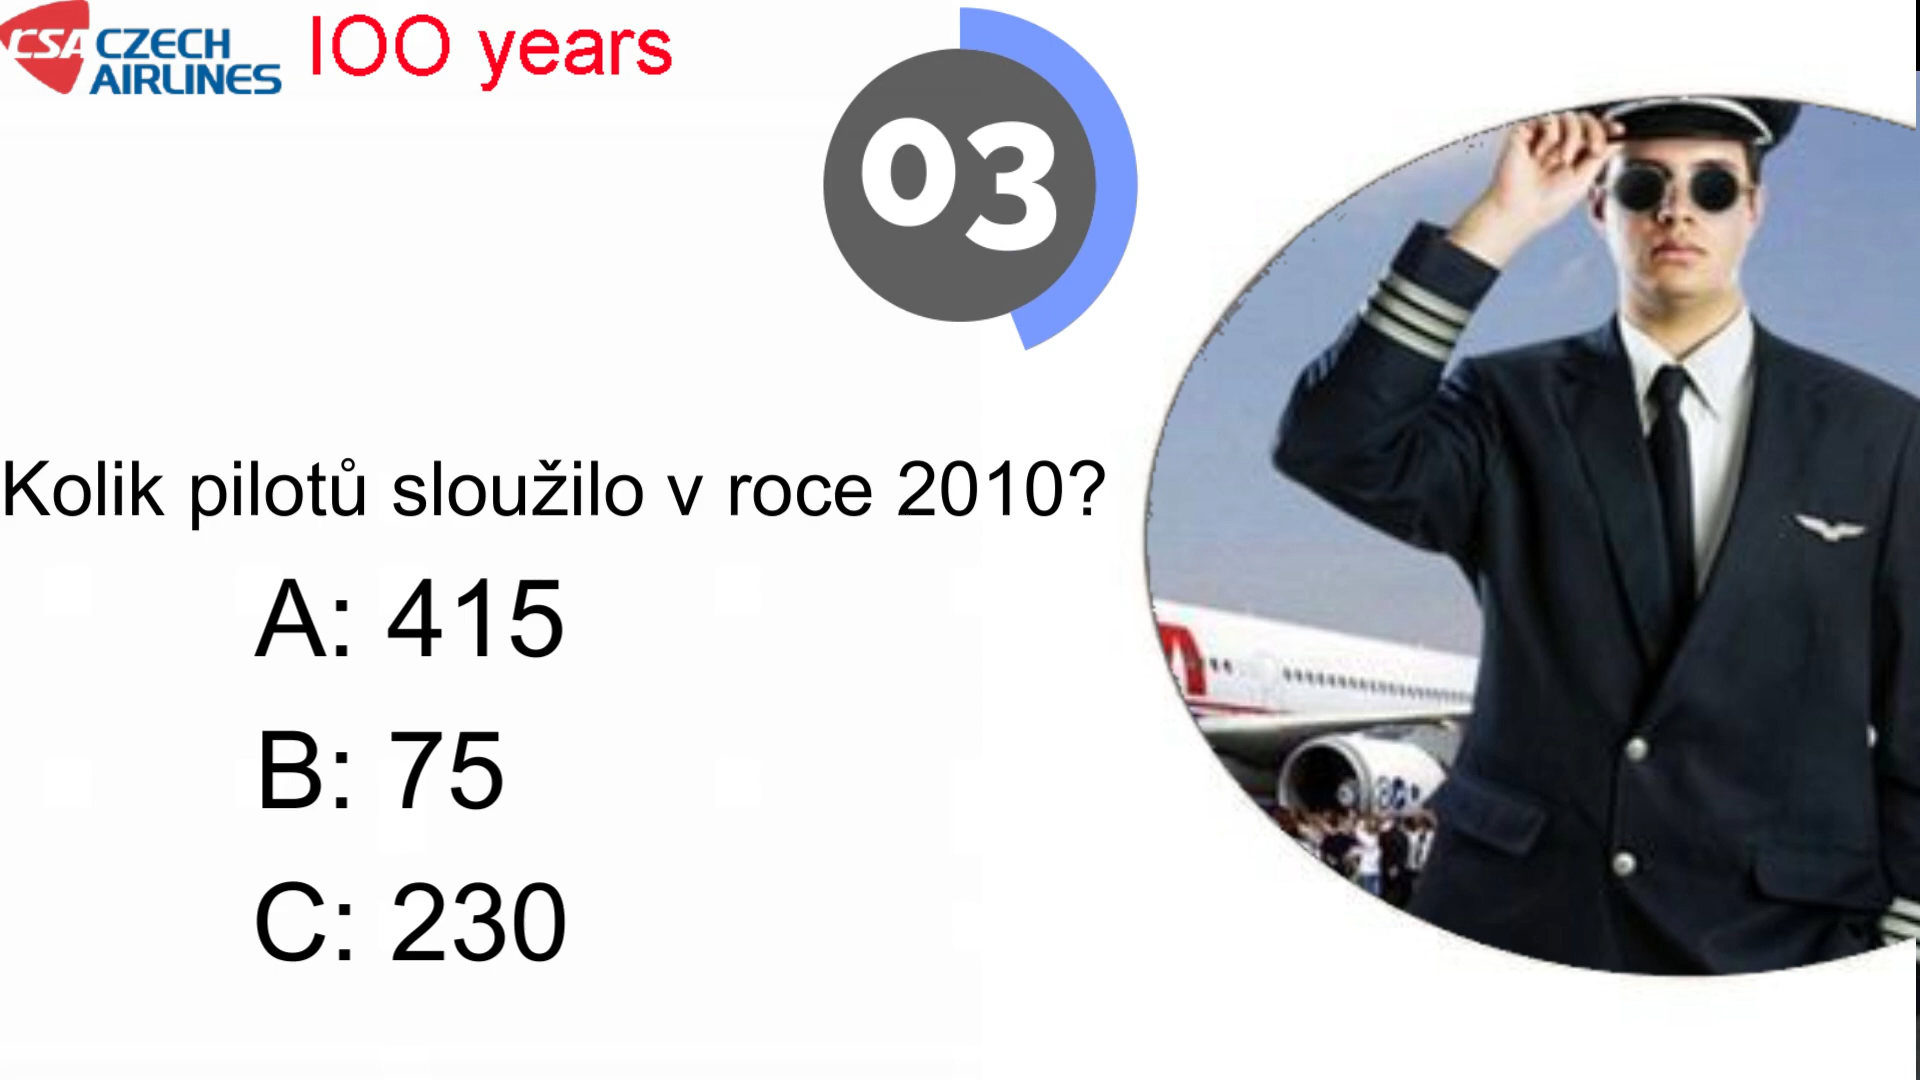 CSA CZECH
AIRLINES
100 years
03
Kolik pilotů sloužilo v roce 2010?
A: 415
B: 75
C: 230